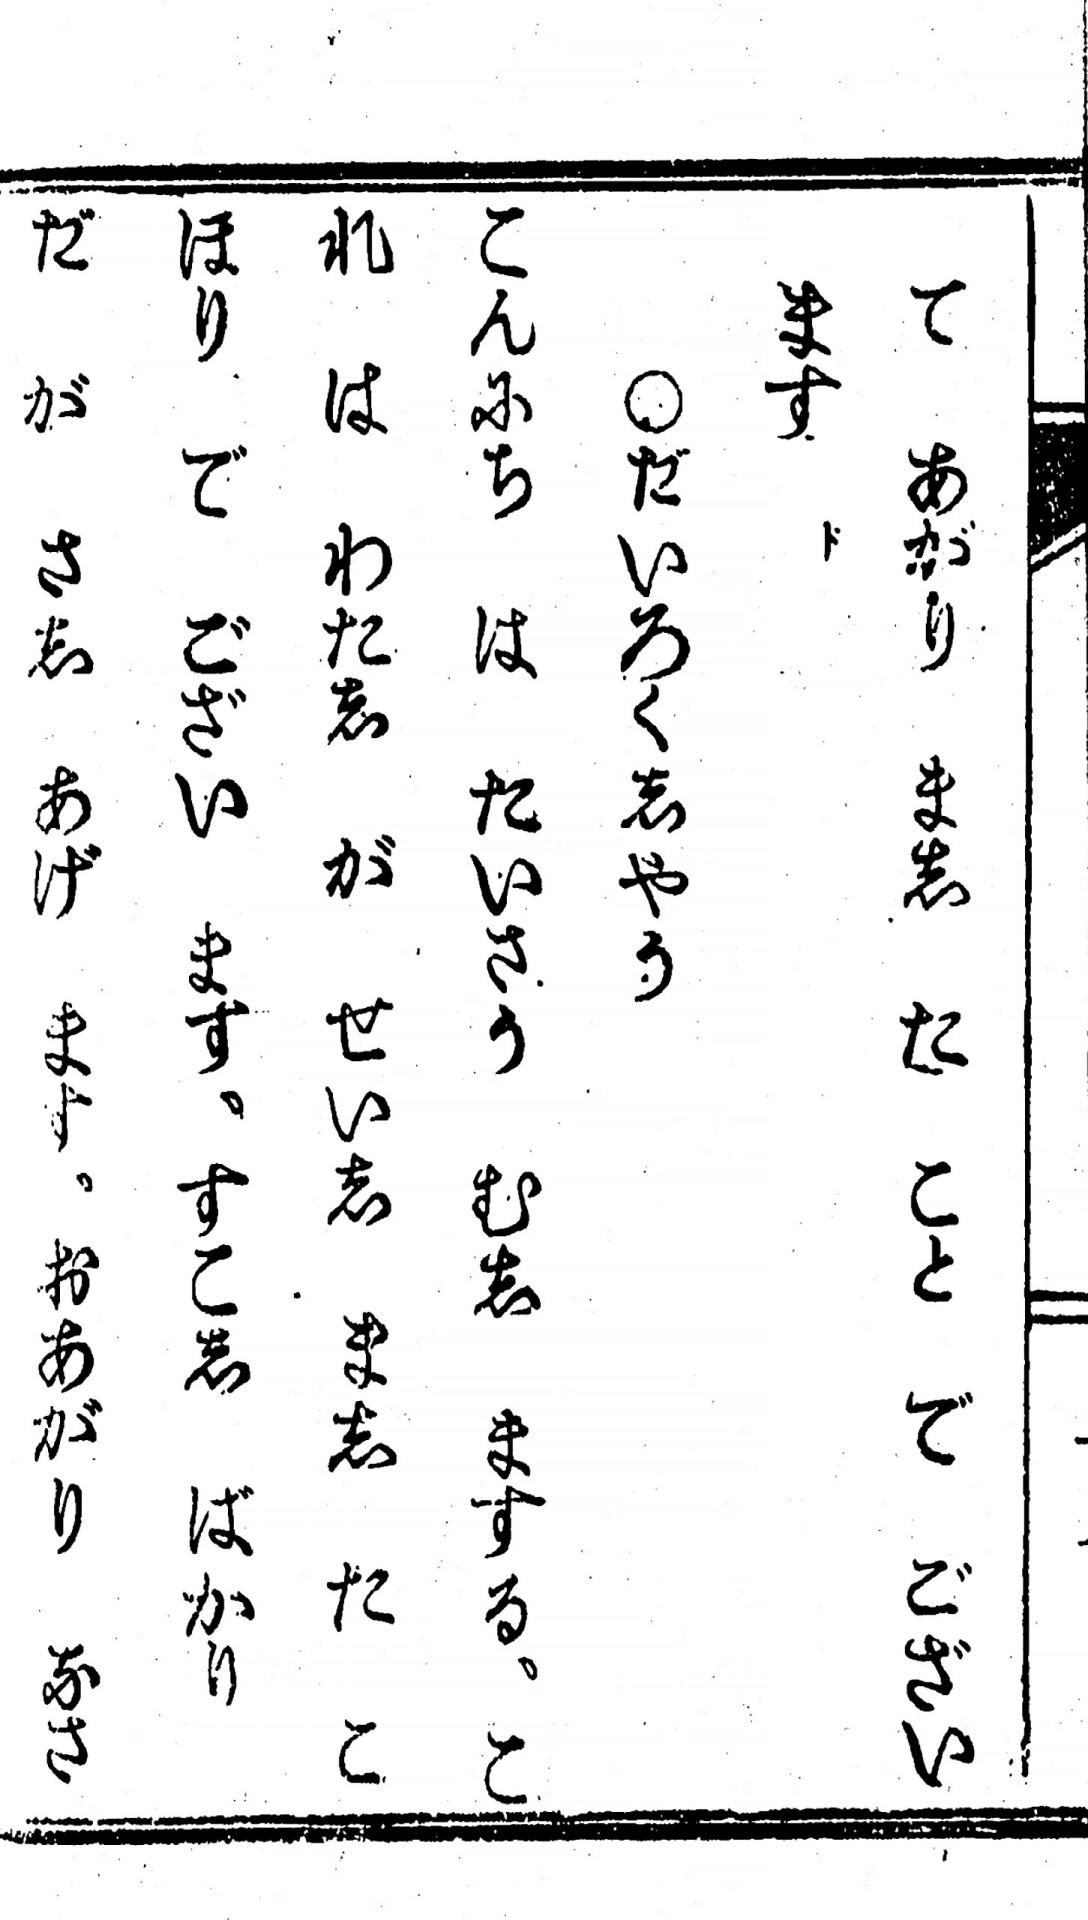 て あがり ました こと で ござい
ます
○だいろくしやう
こんにち は たいさう むし まする。こ
れ は わたし が せいし ました こ
ほり で ござい ます。すこし ばかり
だ が さし あげ ます。おあがり なさ